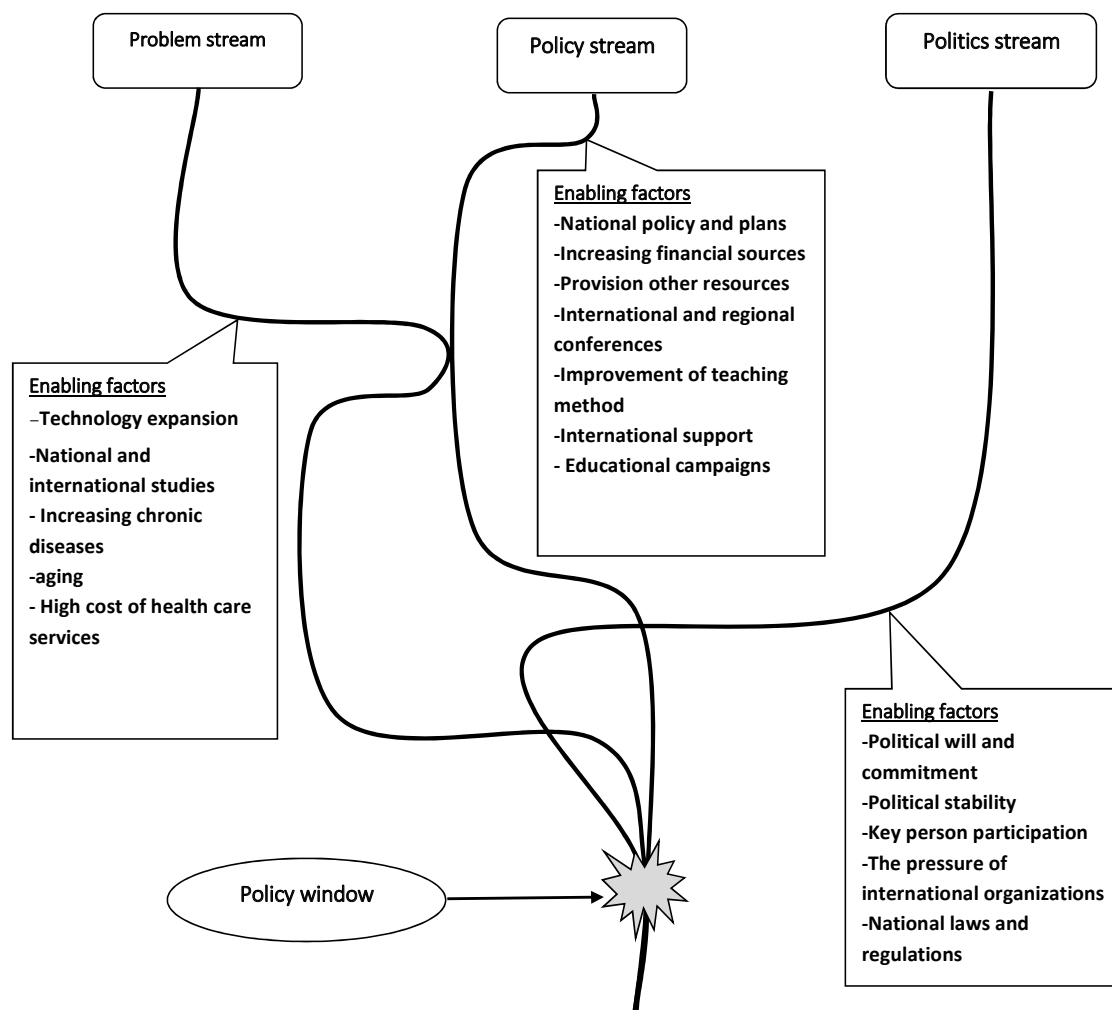 Problem stream
Policy stream
Politics stream
Enabling factors
-National policy and plans
-Increasing financial sources
-Provision other resources
-International and regional
conferences
-Improvement of teaching
method
-International support
- Educational campaigns
Enabling factors
–Technology expansion
-National and
international studies
- Increasing chronic
diseases
-aging
- High cost of health care
services
Enabling factors
-Political will and
commitment
-Political stability
-Key person participation
-The pressure of
international organizations
-National laws and
regulations
Policy window